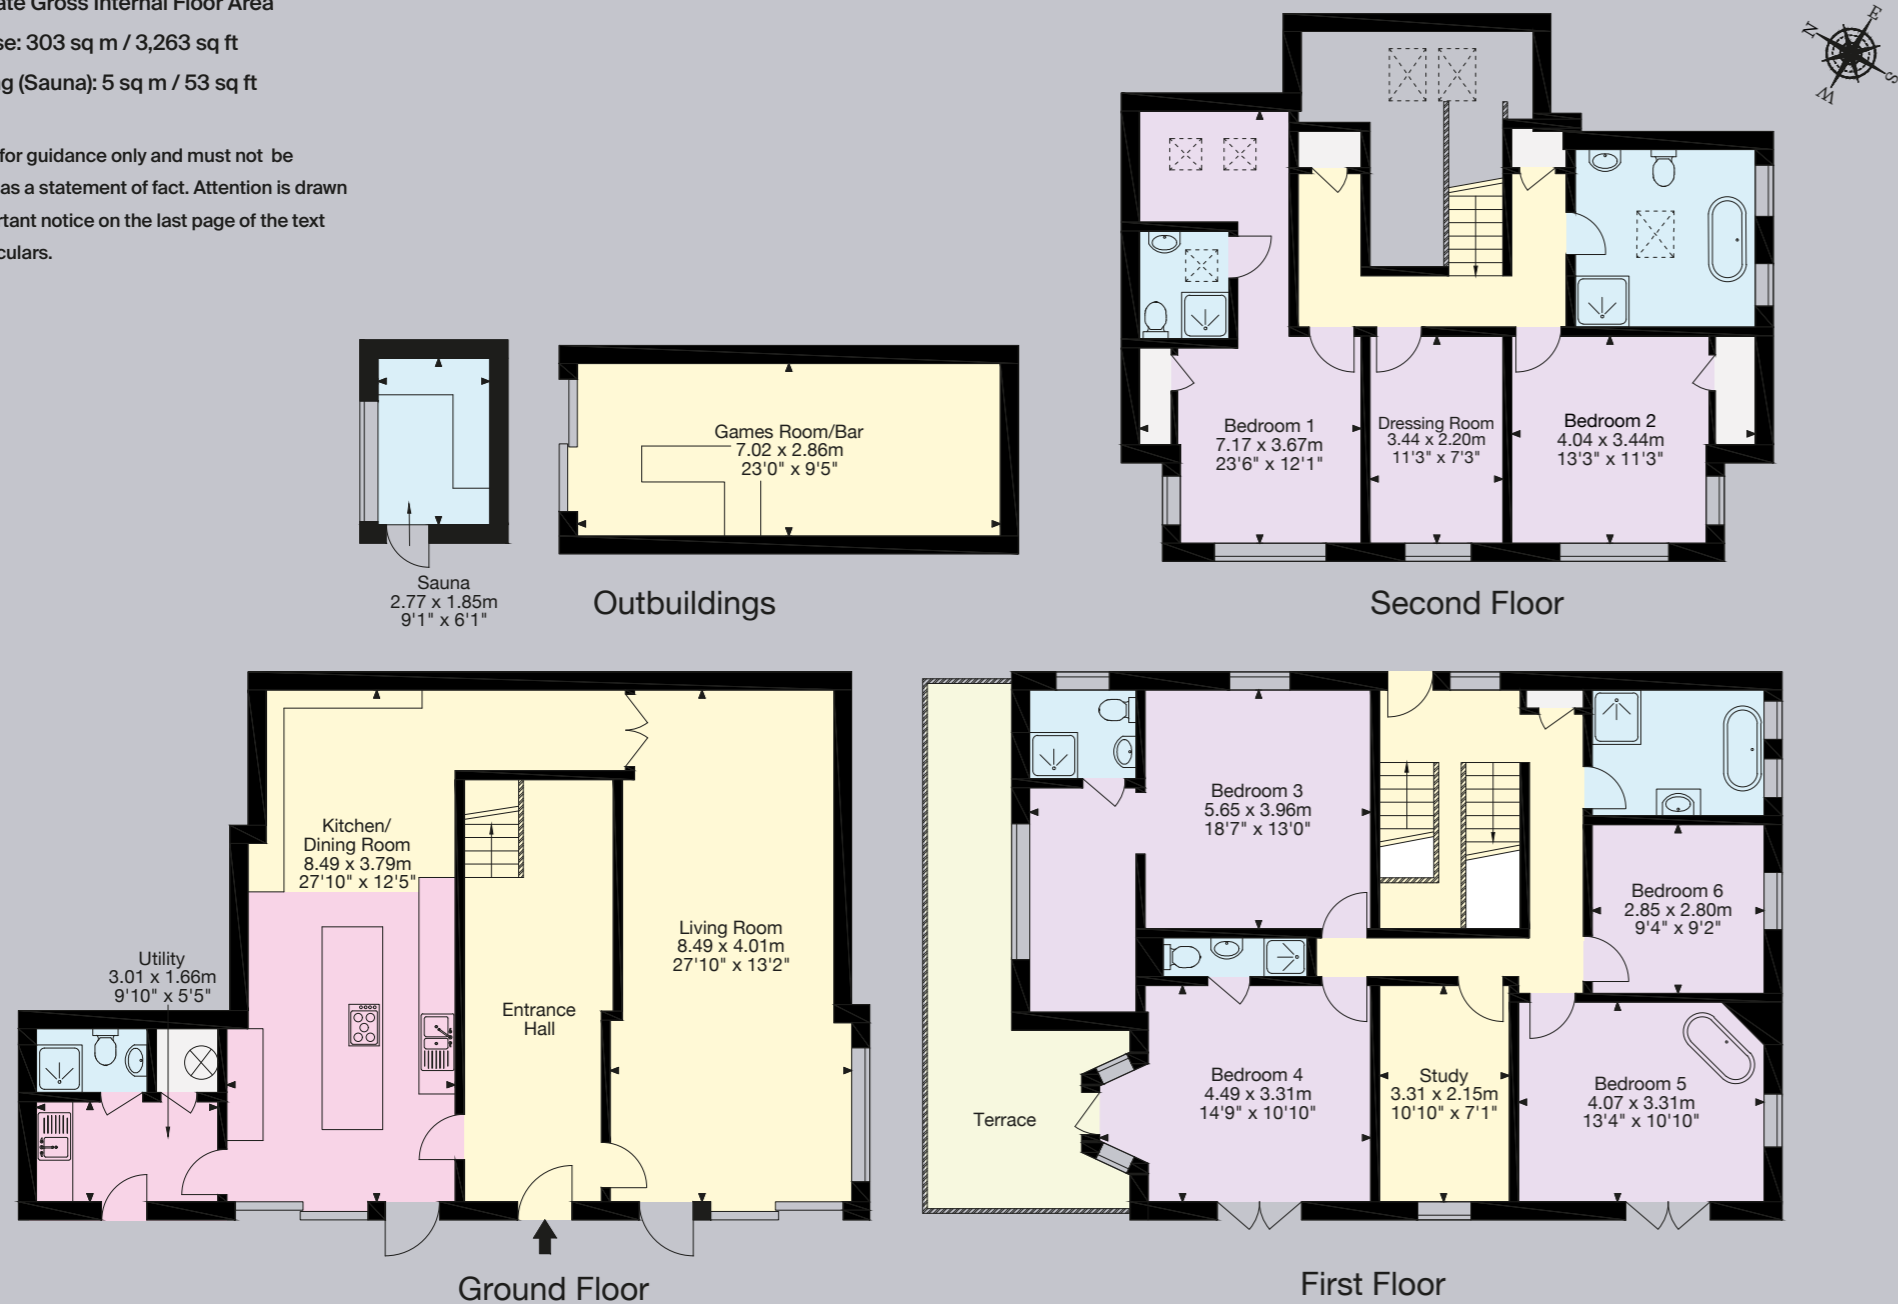 Gross Internal Floor Area
303 sq m / 3,263 sq ft
(Sauna): 5 sq m / 53 sq ft
for guidance only and must not be
as a statement of fact. Attention is drawn
notice on the last page of the text
N
E
S
W
Sauna
2.77 x 1.85m
9'1" x 6'1"
Games Room/Bar
7.02 x 2.86m
23'0" x 9'5"
Outbuildings
Bedroom 1
7.17 x 3.67m
23'6" x 12'1"
Dressing Room
3.44 x 2.20m
11'3" x 7'3"
Bedroom 2
4.04 x 3.44m
13'3" x 11'3"
Second Floor
Kitchen/
Dining Room
8.49 x 3.79m
27'10" x 12'5"
Utility
3.01 x 1.66m
9'10" x 5'5"
Entrance
Hall
Living Room
8.49 x 4.01m
27'10" x 13'2"
Ground Floor
Bedroom 3
5.65 x 3.96m
18'7" x 13'0"
Bedroom 6
2.85 x 2.80m
9'4" x 9'2"
Terrace
Bedroom 4
4.49 x 3.31m
14'9" x 10'10"
Study
3.31 x 2.15m
10'10" x 7'1"
Bedroom 5
4.07 x 3.31m
13'4" x 10'10"
First Floor